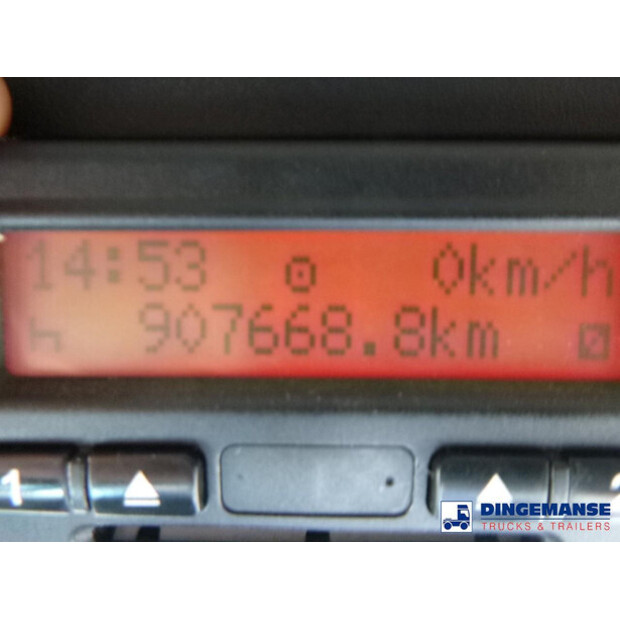 14:53 0km/h
907668.8km
1
DINGEMANSE
TRUCKS & TRAILERS